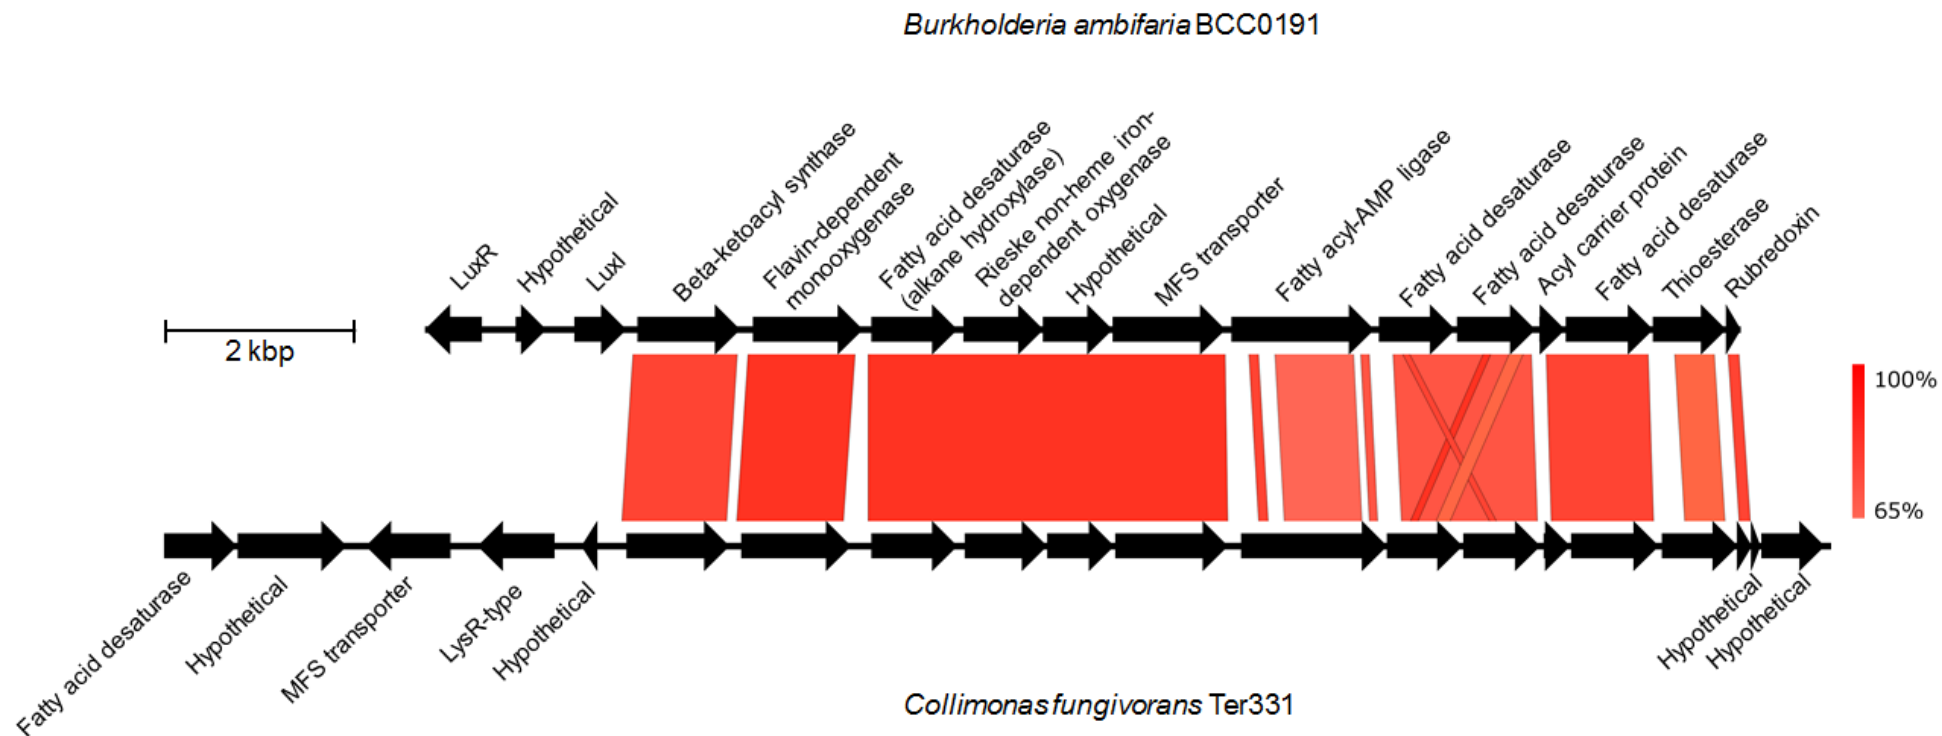 Burkholderia ambifaria BCC0191
LuxR
Hypothetical
LuxI
Beta-ketoacyl synthase
Flavin-dependent
monooxygenase
Fatty acid desaturase
(alkane hydroxylase)
Rieske non-heme iron-
dependent oxygenase
Hypothetical
MFS transporter
Fatty acyl-AMP ligase
Fatty acid desaturase
Fatty acid desaturase
Acyl carrier protein
Fatty acid desaturase
Thioesterase
Rubredoxin
2 kbp
100%
65%
Fatty acid desaturase
Hypothetical
MFS transporter
LysR-type
Hypothetical
Hypothetical
Hypothetical
Collimonas fungivorans Ter331